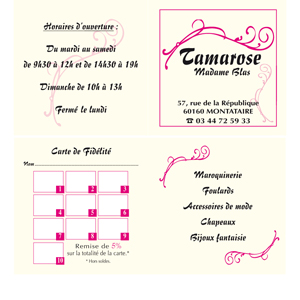 Horaires d'ouverture :
Du mardi au samedi
de 9h30 à 12h et de 14h30 à 19h
Dimanche de 10h à 13h
Fermé le lundi
Tamarose
Madame Blas
57, rue de la République
60160 MONTATAIRE
☎ 03 44 72 59 33
Carte de Fidélité
Nom
1 2 3
4 5 6
7 8 9
10
Remise de 5%
sur la totalité de la carte.*
* Hors soldes.
Maroquinerie
Foulards
Accessoires de mode
Chapeaux
Bijoux fantaisie